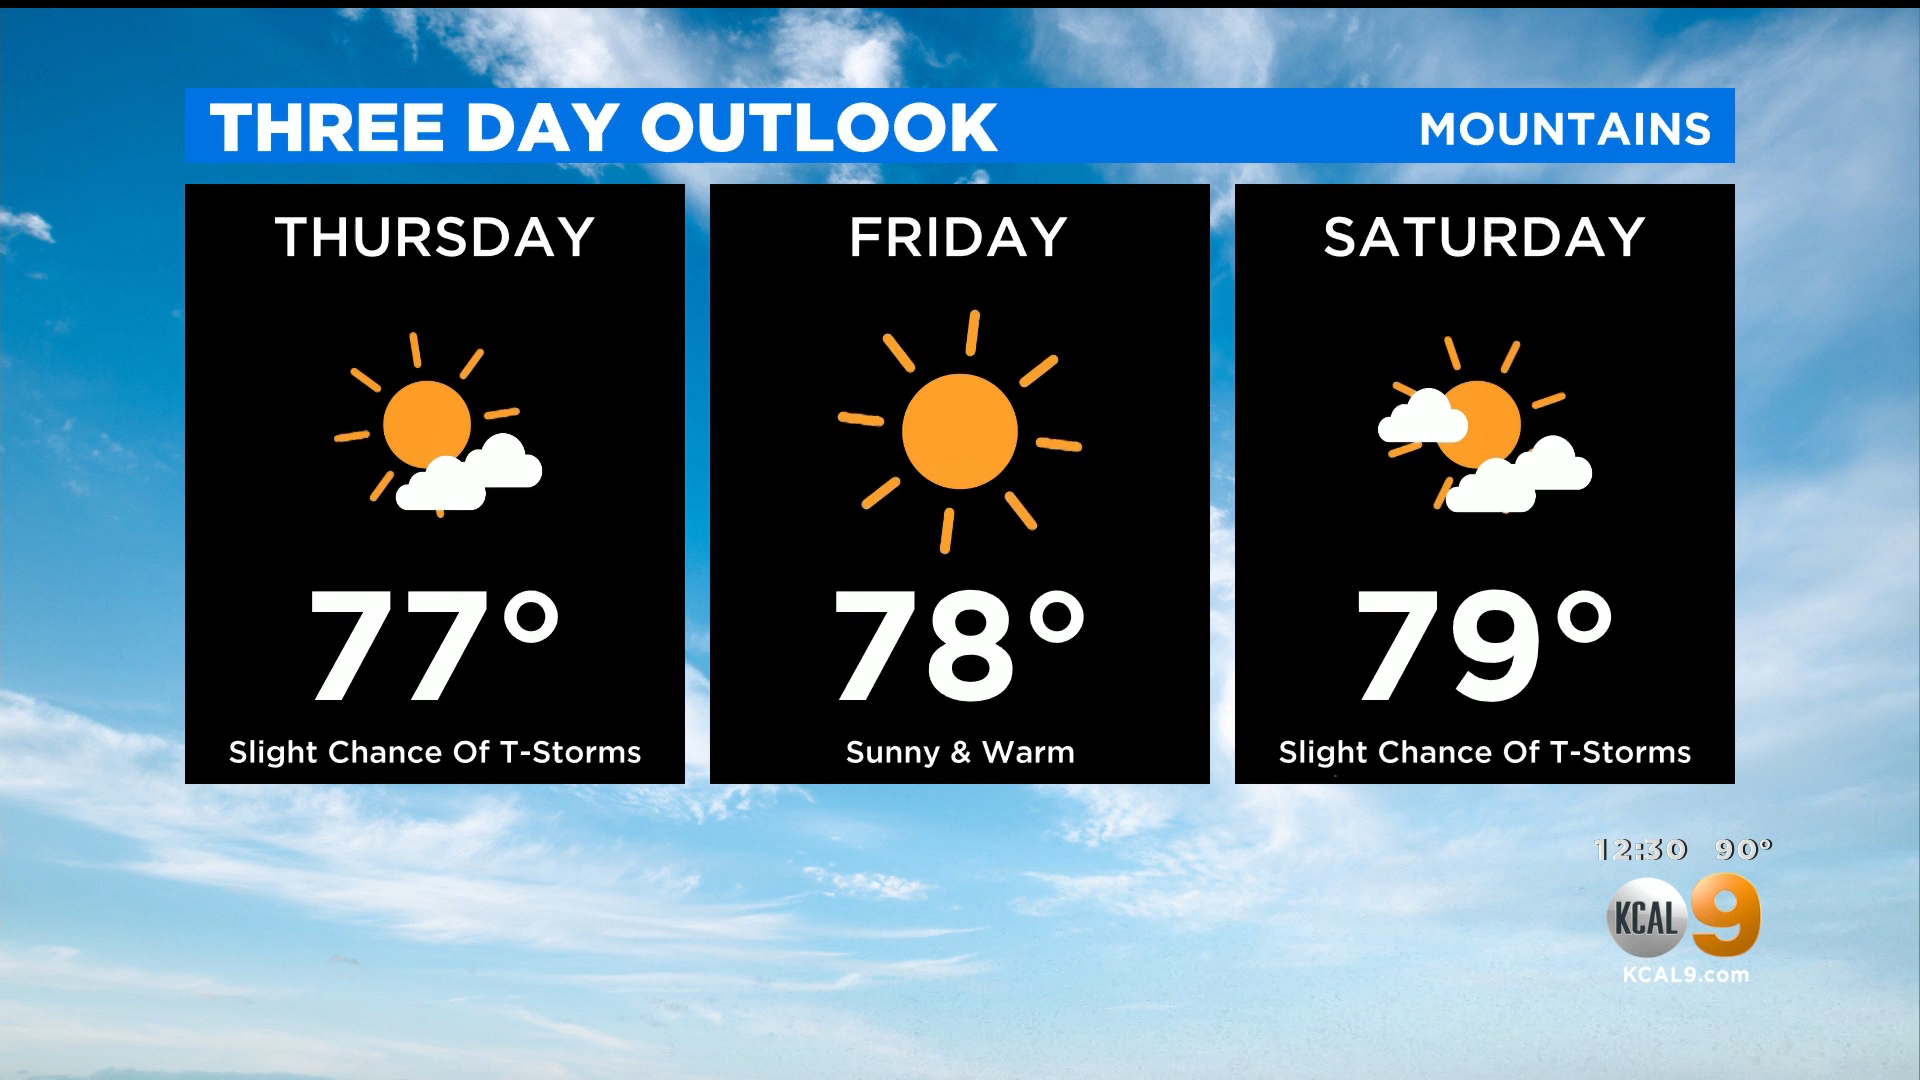 THREE DAY OUTLOOK
MOUNTAINS
THURSDAY
77°
Slight Chance Of T-Storms
FRIDAY
78°
Sunny & Warm
SATURDAY
79°
Slight Chance Of T-Storms
12:30 90°
KCAL 9
KCAL9.com